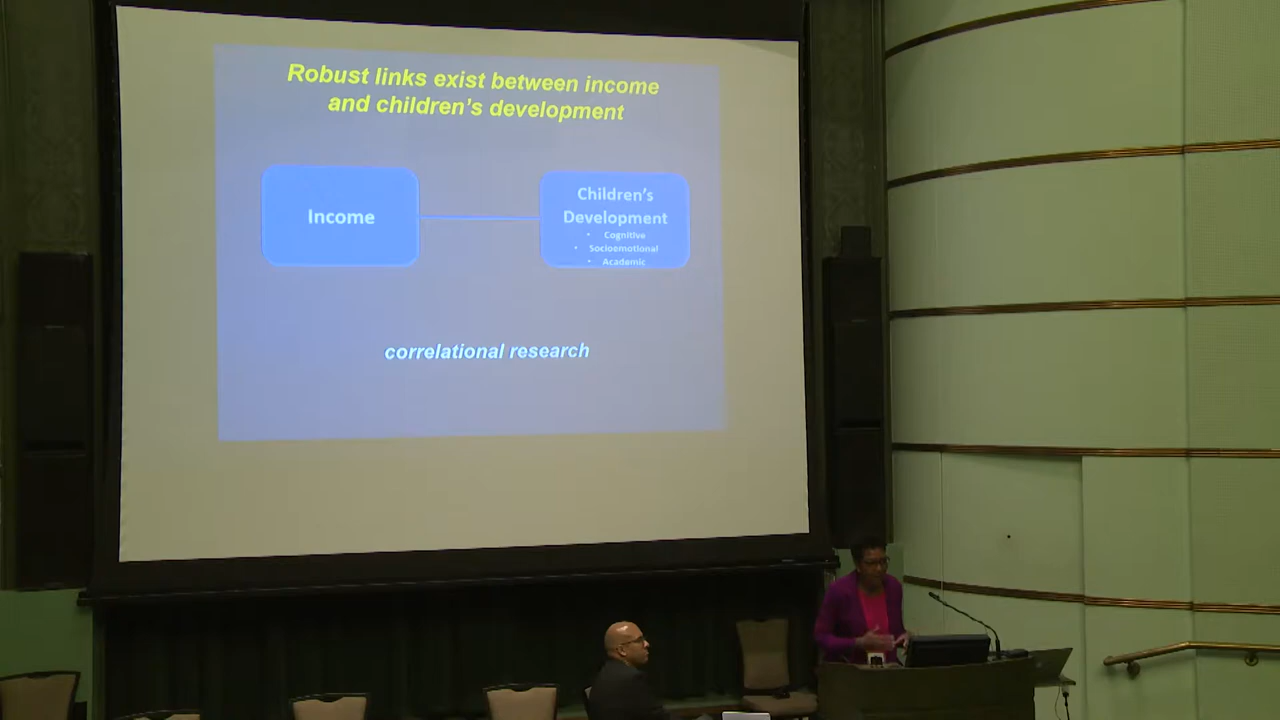 Robust links exist between income
and children's development
Income
Children's
Development
• Cognitive
• Socioemotional
• Academic
correlational research